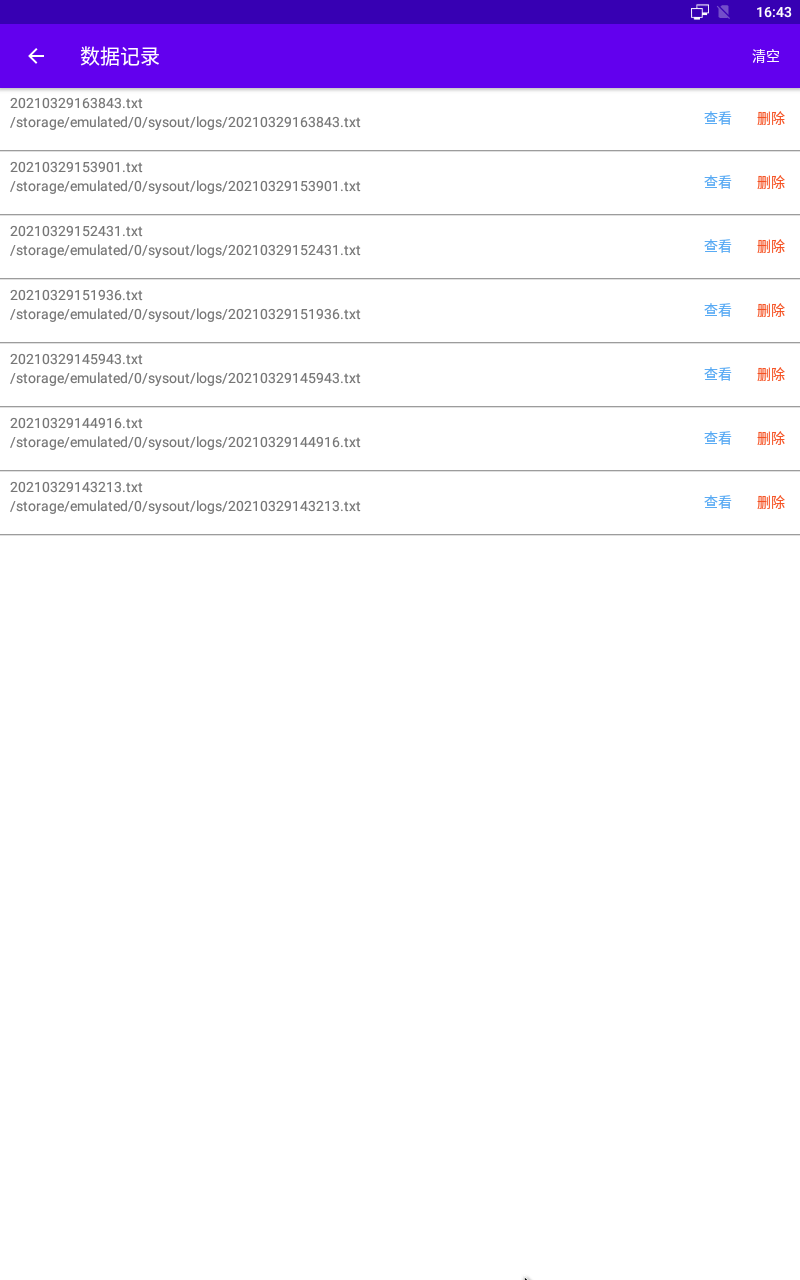 16:43
数据记录
清空
20210329163843.txt
/storage/emulated/0/sysout/logs/20210329163843.txt
查看 删除
20210329153901.txt
/storage/emulated/0/sysout/logs/20210329153901.txt
查看 删除
20210329152431.txt
/storage/emulated/0/sysout/logs/20210329152431.txt
查看 删除
20210329151936.txt
/storage/emulated/0/sysout/logs/20210329151936.txt
查看 删除
20210329145943.txt
/storage/emulated/0/sysout/logs/20210329145943.txt
查看 删除
20210329144916.txt
/storage/emulated/0/sysout/logs/20210329144916.txt
查看 删除
20210329143213.txt
/storage/emulated/0/sysout/logs/20210329143213.txt
查看 删除